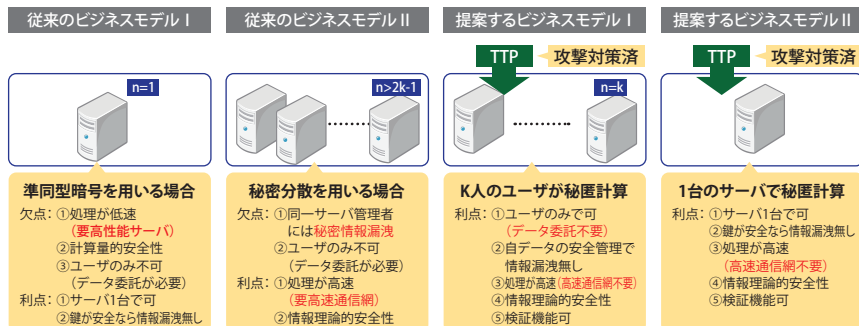 従来のビジネスモデルⅠ
n=1
準同型暗号を用いる場合
欠点：①処理が低速
(要高性能サーバ)
②計算量的安全性
③ユーザのみ不可
(データ委託が必要)
利点：①サーバ1台で可
②鍵が安全なら情報漏洩無し
従来のビジネスモデルⅡ
n>2k-1
秘密分散を用いる場合
欠点：①同一サーバ管理者
には秘密情報漏洩
②ユーザのみ不可
(データ委託が必要)
利点：①処理が高速
(要高速通信網)
②情報理論的安全性
提案するビジネスモデルⅠ
TTP
攻撃対策済
n=k
K人のユーザが秘匿計算
利点：①ユーザのみで可
(データ委託不要)
②自データの安全管理で
情報漏洩無し
③処理が高速(高速通信網不要)
④情報理論的安全性
⑤検証機能可
提案するビジネスモデルⅡ
TTP
攻撃対策済
1台のサーバで秘匿計算
利点：①サーバ1台で可
②鍵が安全なら情報漏洩無し
③処理が高速
(高速通信網不要)
④情報理論的安全性
⑤検証機能可